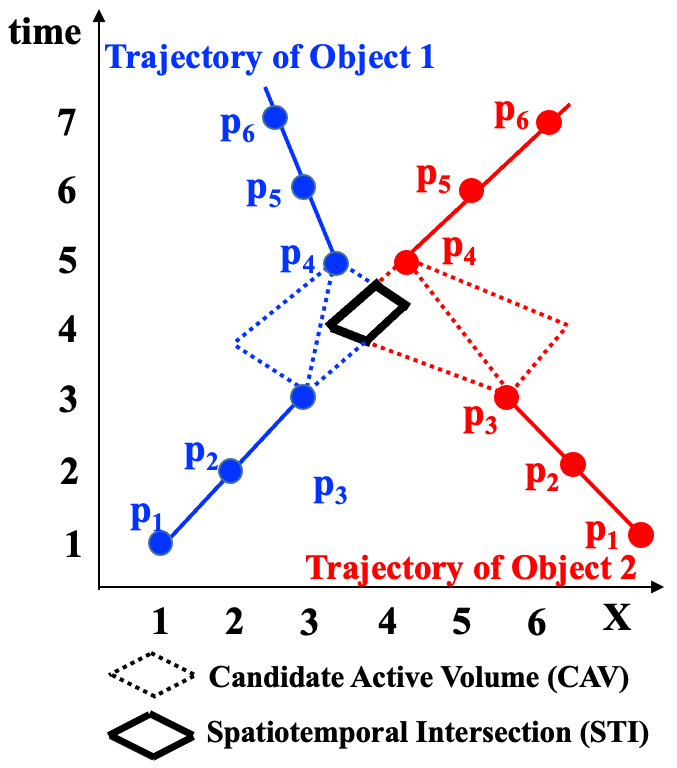 time
Trajectory of Object 1
7
p6
p6
6
p5
p5
5
p4
p4
4
3
p3
2
p2
p3
p2
1
p1
p1
Trajectory of Object 2
1 2 3 4 5 6 X
Candidate Active Volume (CAV)
Spatiotemporal Intersection (STI)